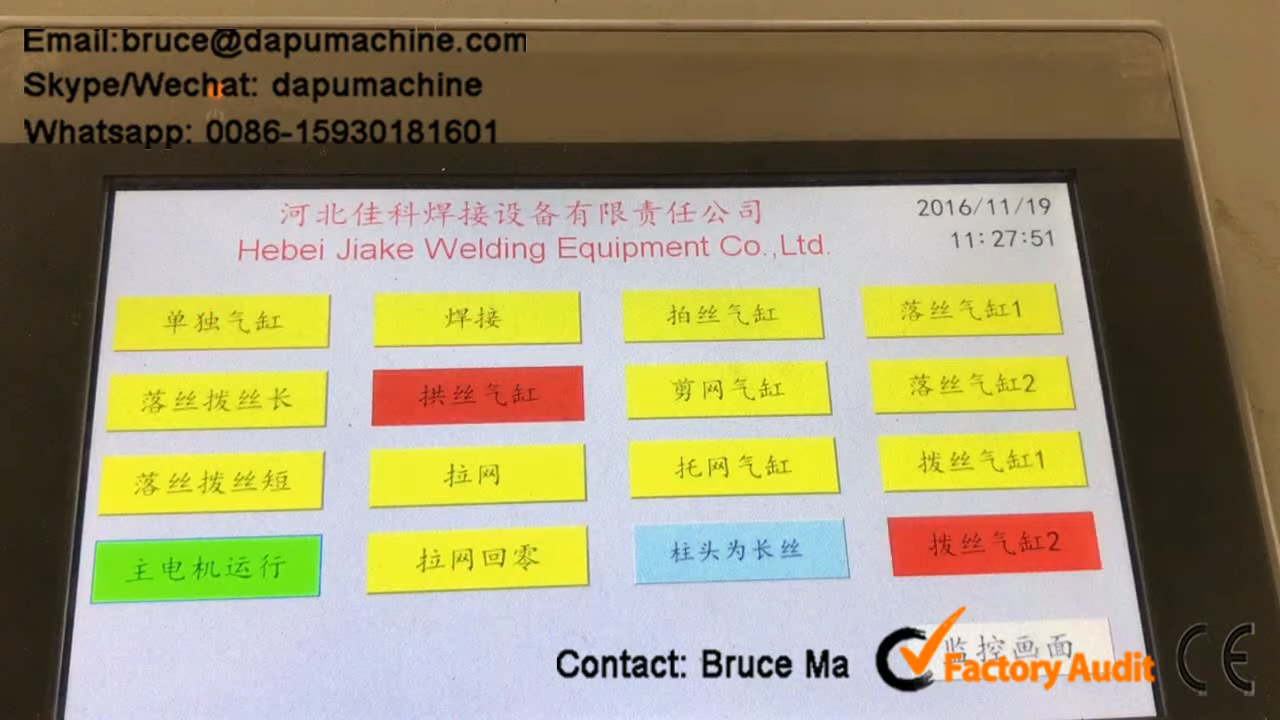 Email:bruce@dapumachine.com
Skype/Wechat: dapumachine
Whatsapp: 0086-15930181601
河北佳科焊接设备有限责任公司
Hebei Jiake Welding Equipment Co.,Ltd.
2016/11/19
11:27:51
单独气缸 焊接 拍丝气缸 落丝气缸1
落丝拨丝长 拱丝气缸 剪网气缸 落丝气缸2
落丝拨丝短 拉网 托网气缸 拨丝气缸1
主电机运行 拉网回零 柱头为长丝 拨丝气缸2
监控画面
Contact: Bruce Ma
Factory Audit
CE